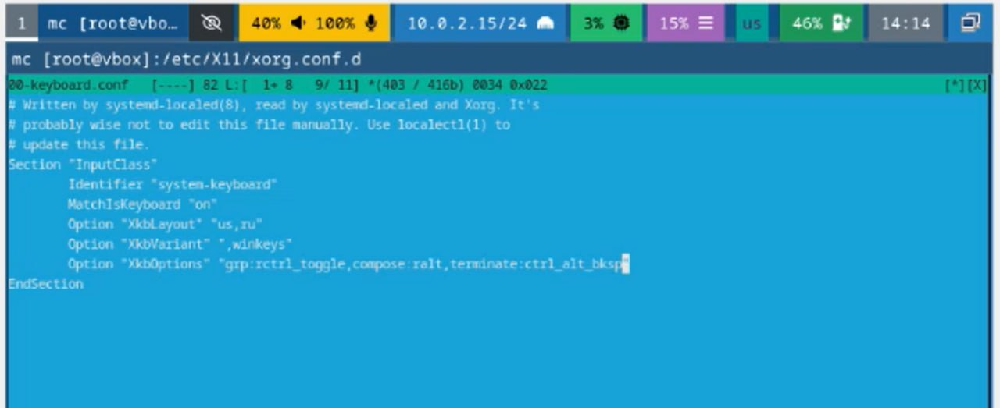 1 mc [root@vbo… 40% 100% 10.0.2.15/24 3% 15% us 46% 14:14
mc [root@vbox]:/etc/X11/xorg.conf.d
00-keyboard.conf [----] 82 L:[ 1+ 8 9/ 11] *(403 / 416b) 0034 0x022 [*][X]
# Written by systemd-localed(8), read by systemd-localed and Xorg. It's
# probably wise not to edit this file manually. Use localectl(1) to
# update this file.
Section "InputClass"
Identifier "system-keyboard"
MatchIsKeyboard "on"
Option "XkbLayout" "us,ru"
Option "XkbVariant" ",winkeys"
Option "XkbOptions" "grp:rctrl_toggle,compose:ralt,terminate:ctrl_alt_bksp"
EndSection